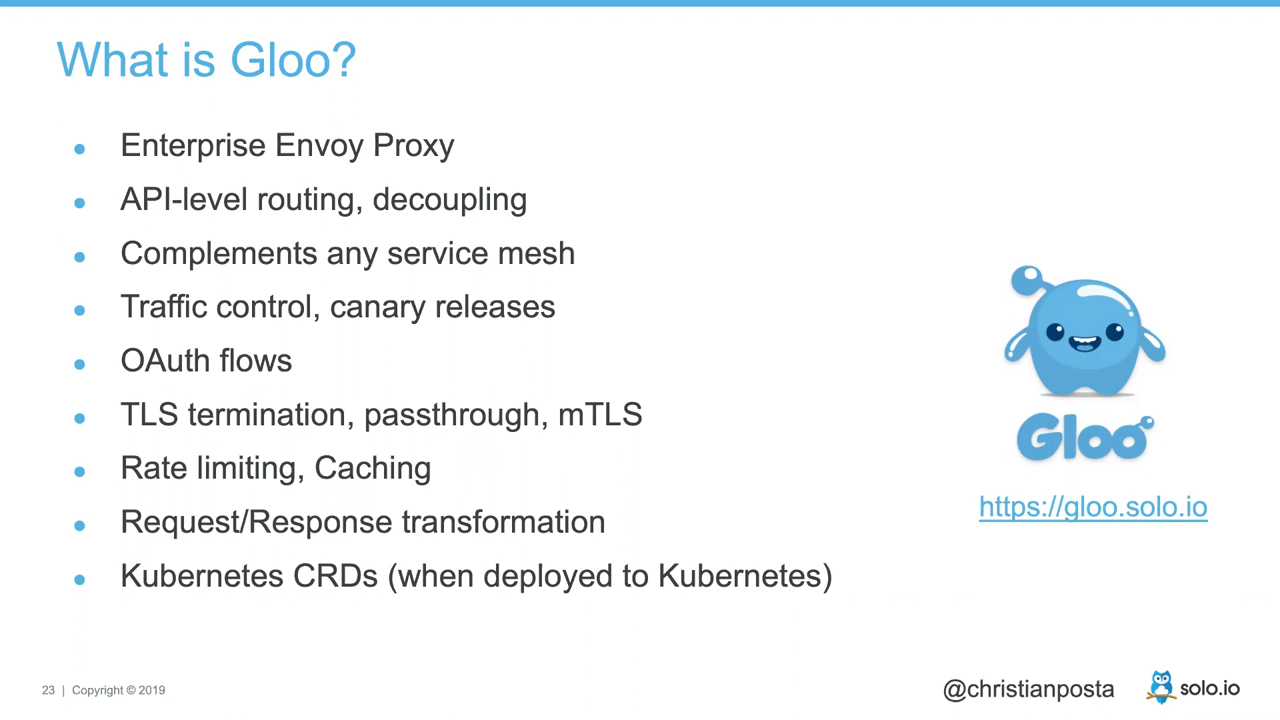 What is Gloo?
● Enterprise Envoy Proxy
● API-level routing, decoupling
● Complements any service mesh
● Traffic control, canary releases
● OAuth flows
● TLS termination, passthrough, mTLS
● Rate limiting, Caching
● Request/Response transformation
● Kubernetes CRDs (when deployed to Kubernetes)
Gloo
https://gloo.solo.io
23 | Copyright © 2019
@christianposta
solo.io